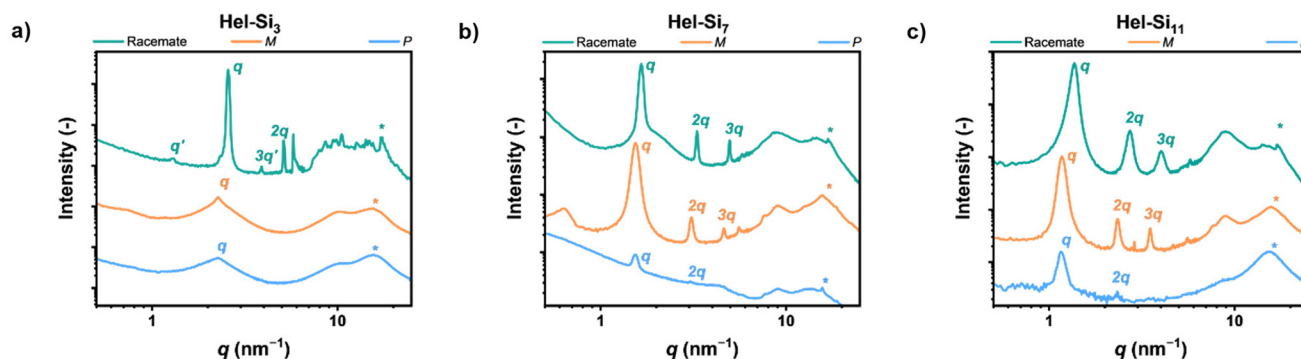 a)
Hel-Si₃
Racemate M P
Intensity (-)
q
q'
3q'
2q
*
q
*
q
*
1 10
q (nm⁻¹)
b)
Hel-Si₇
Racemate M P
Intensity (-)
q
2q
3q
*
q
2q
3q
*
q
2q
*
1 10
q (nm⁻¹)
c)
Hel-Si₁₁
Racemate M
Intensity (-)
q
2q
3q
*
q
2q
3q
*
q
2q
*
1 10
q (nm⁻¹)